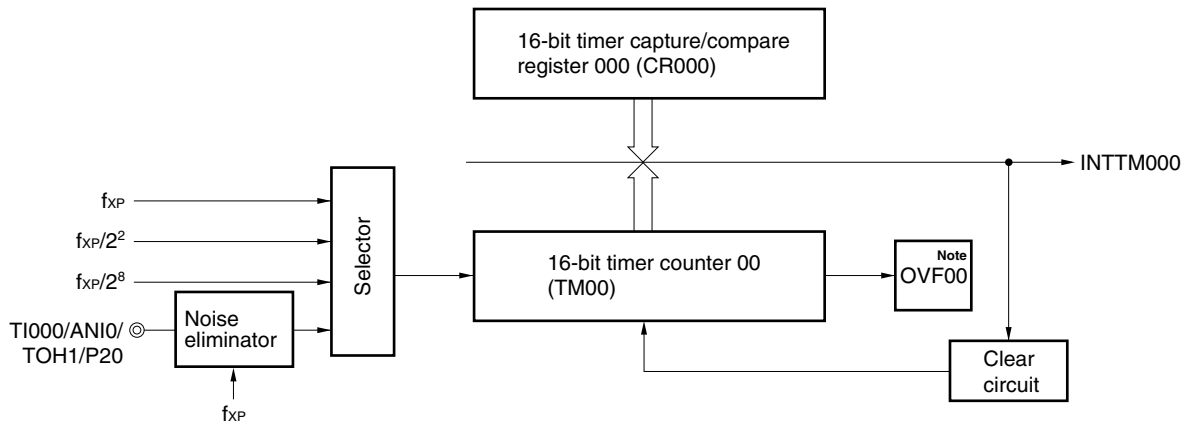 16-bit timer capture/compare
register 000 (CR000)
INTTM000
fXP
fXP/2²
fXP/2⁸
Selector
16-bit timer counter 00
(TM00)
Note
OVF00
TI000/ANI0/
TOH1/P20
Noise
eliminator
Clear
circuit
fXP